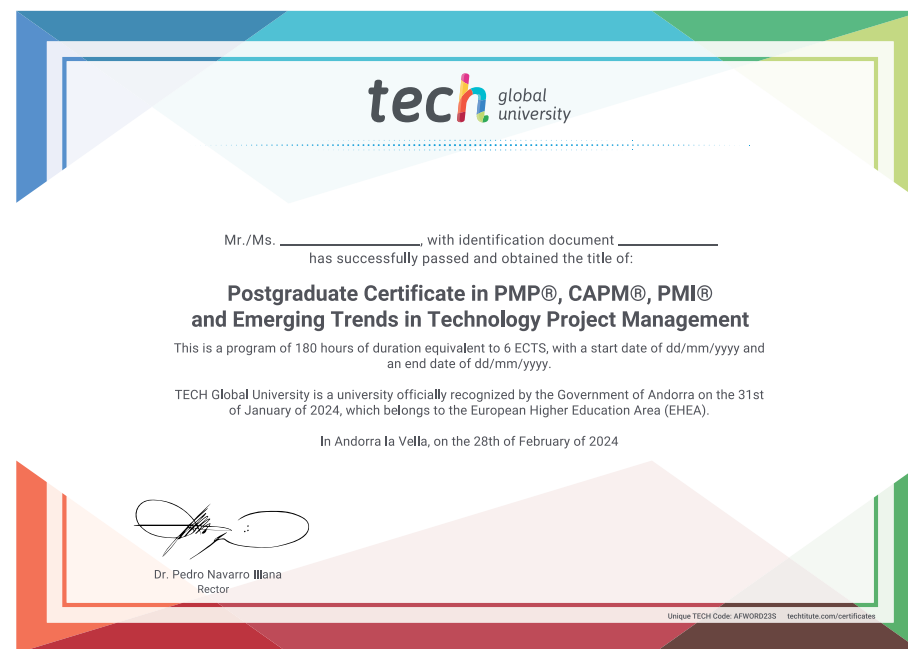 tech global
university
Mr./Ms. ____________________, with identification document ______________
has successfully passed and obtained the title of:
Postgraduate Certificate in PMP®, CAPM®, PMI®
and Emerging Trends in Technology Project Management
This is a program of 180 hours of duration equivalent to 6 ECTS, with a start date of dd/mm/yyyy and
an end date of dd/mm/yyyy.
TECH Global University is a university officially recognized by the Government of Andorra on the 31st
of January of 2024, which belongs to the European Higher Education Area (EHEA).
In Andorra la Vella, on the 28th of February of 2024
Dr. Pedro Navarro Illana
Rector
Unique TECH Code: AFWORD23S techtitute.com/certificates